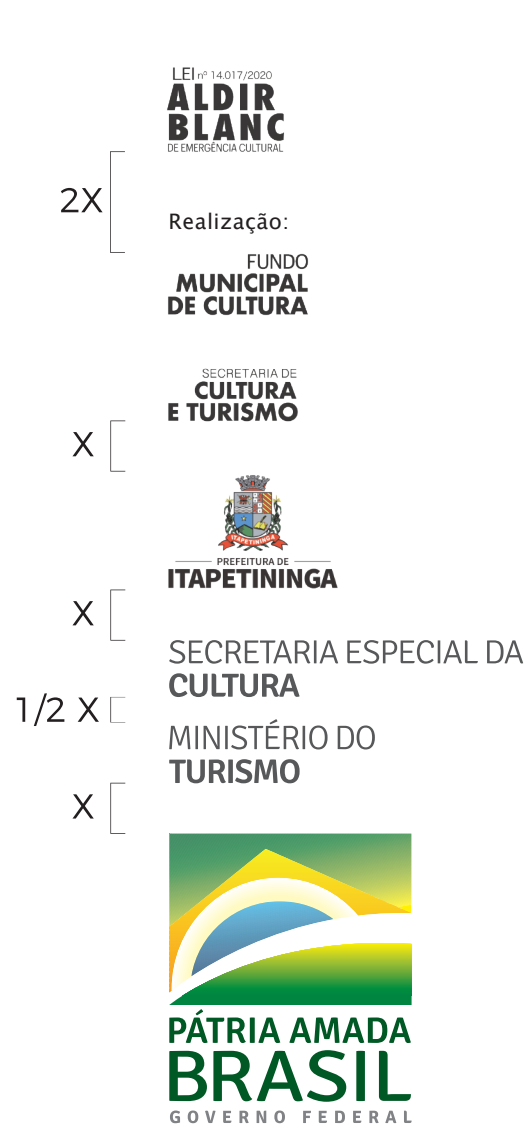 LEI nº 14.017/2020
ALDIR
BLANC
DE EMERGÊNCIA CULTURAL
2X
Realização:
FUNDO
MUNICIPAL
DE CULTURA
SECRETARIA DE
CULTURA
E TURISMO
X
ITAPETININGA
PREFEITURA DE
ITAPETININGA
X
SECRETARIA ESPECIAL DA
CULTURA
1/2 X
MINISTÉRIO DO
TURISMO
X
PÁTRIA AMADA
BRASIL
GOVERNO FEDERAL